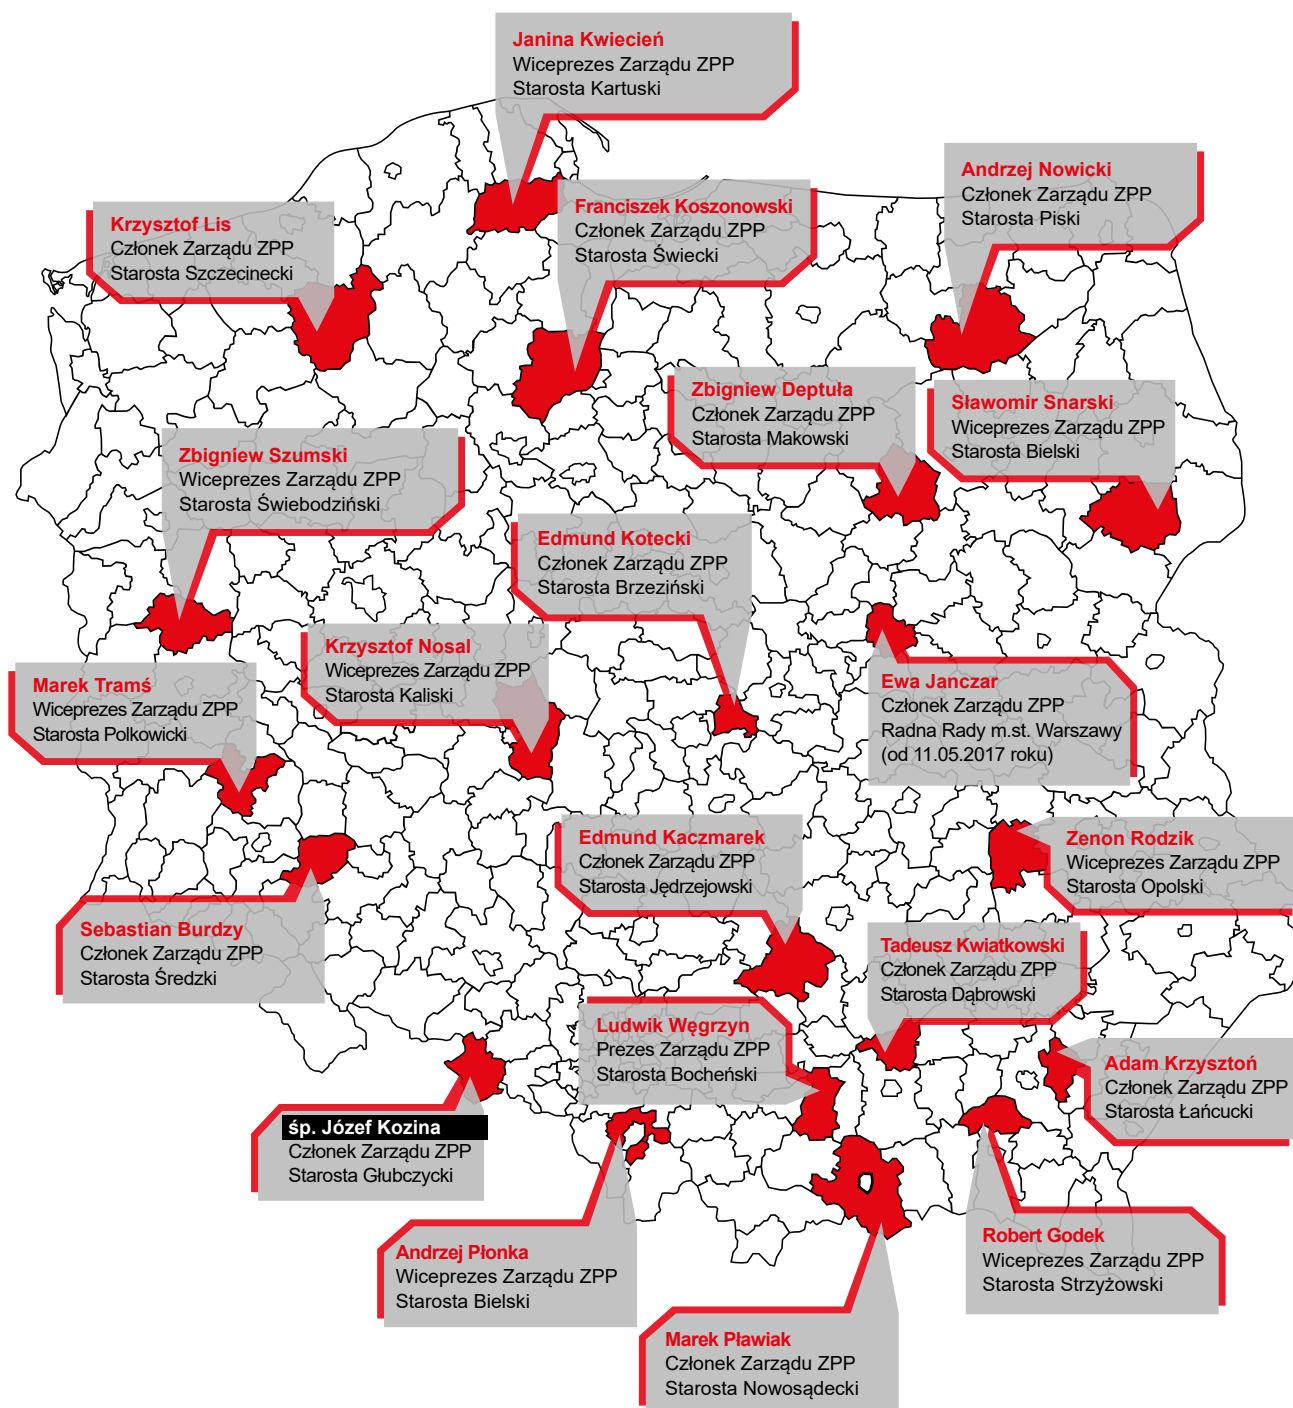 Janina Kwiecień
Wiceprezes Zarządu ZPP
Starosta Kartuski
Andrzej Nowicki
Członek Zarządu ZPP
Starosta Piski
Krzysztof Lis
Członek Zarządu ZPP
Starosta Szczecinecki
Franciszek Koszonowski
Członek Zarządu ZPP
Starosta Świecki
Zbigniew Deptuła
Członek Zarządu ZPP
Starosta Makowski
Sławomir Snarski
Wiceprezes Zarządu ZPP
Starosta Bielski
Zbigniew Szumski
Wiceprezes Zarządu ZPP
Starosta Świebodziński
Edmund Kotecki
Członek Zarządu ZPP
Starosta Brzeziński
Krzysztof Nosal
Wiceprezes Zarządu ZPP
Starosta Kaliski
Marek Tramś
Wiceprezes Zarządu ZPP
Starosta Polkowicki
Ewa Janczar
Członek Zarządu ZPP
Radna Rady m.st. Warszawy
(od 11.05.2017 roku)
Edmund Kaczmarek
Członek Zarządu ZPP
Starosta Jędrzejowski
Zenon Rodzik
Wiceprezes Zarządu ZPP
Starosta Opolski
Sebastian Burdzy
Członek Zarządu ZPP
Starosta Średzki
Tadeusz Kwiatkowski
Członek Zarządu ZPP
Starosta Dąbrowski
Ludwik Węgrzyn
Prezes Zarządu ZPP
Starosta Bocheński
Adam Krzysztoń
Członek Zarządu ZPP
Starosta Łańcucki
śp. Józef Kozina
Członek Zarządu ZPP
Starosta Głubczycki
Andrzej Płonka
Wiceprezes Zarządu ZPP
Starosta Bielski
Robert Godek
Wiceprezes Zarządu ZPP
Starosta Strzyżowski
Marek Pławiak
Członek Zarządu ZPP
Starosta Nowosądecki